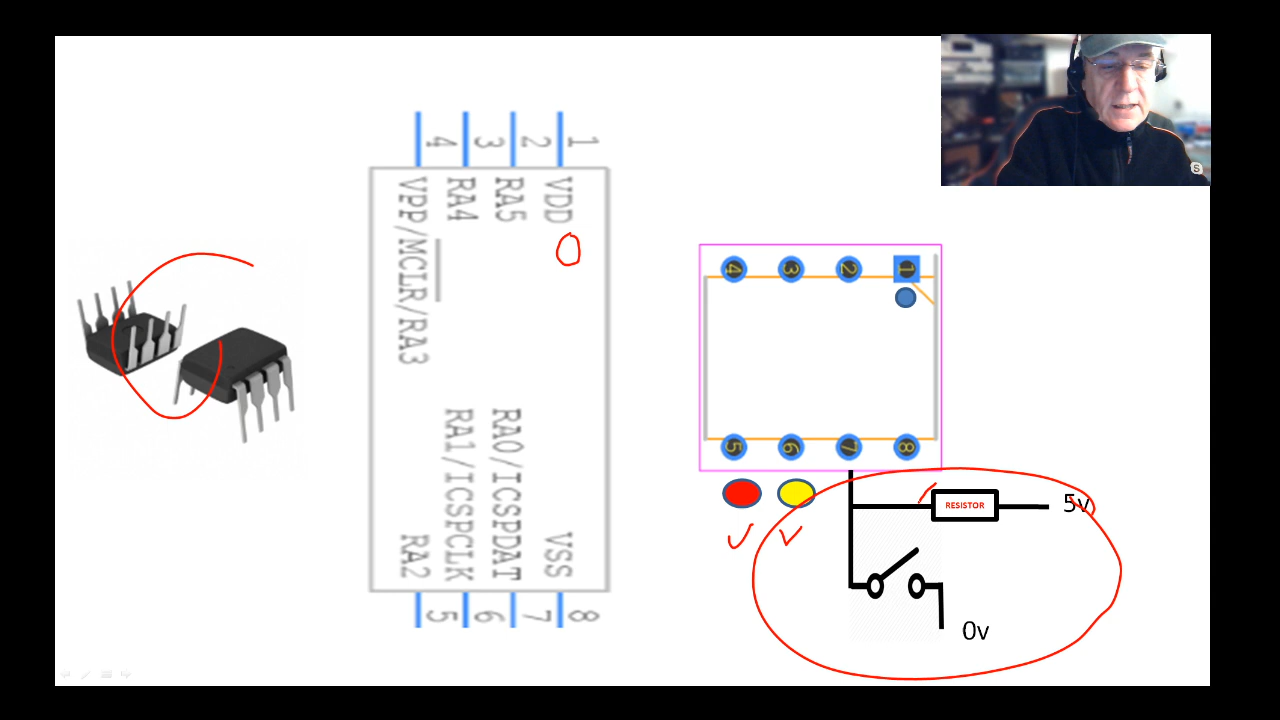 4 3 2 1
VPP/MCLR/RA3
RA4
RA5
VDD
RA2
RA1/ICSPCLK
RA0/ICSPDAT
VSS
5 6 7 8
4 3 2 1
5 6 7 8
RESISTOR
5v
0v
S